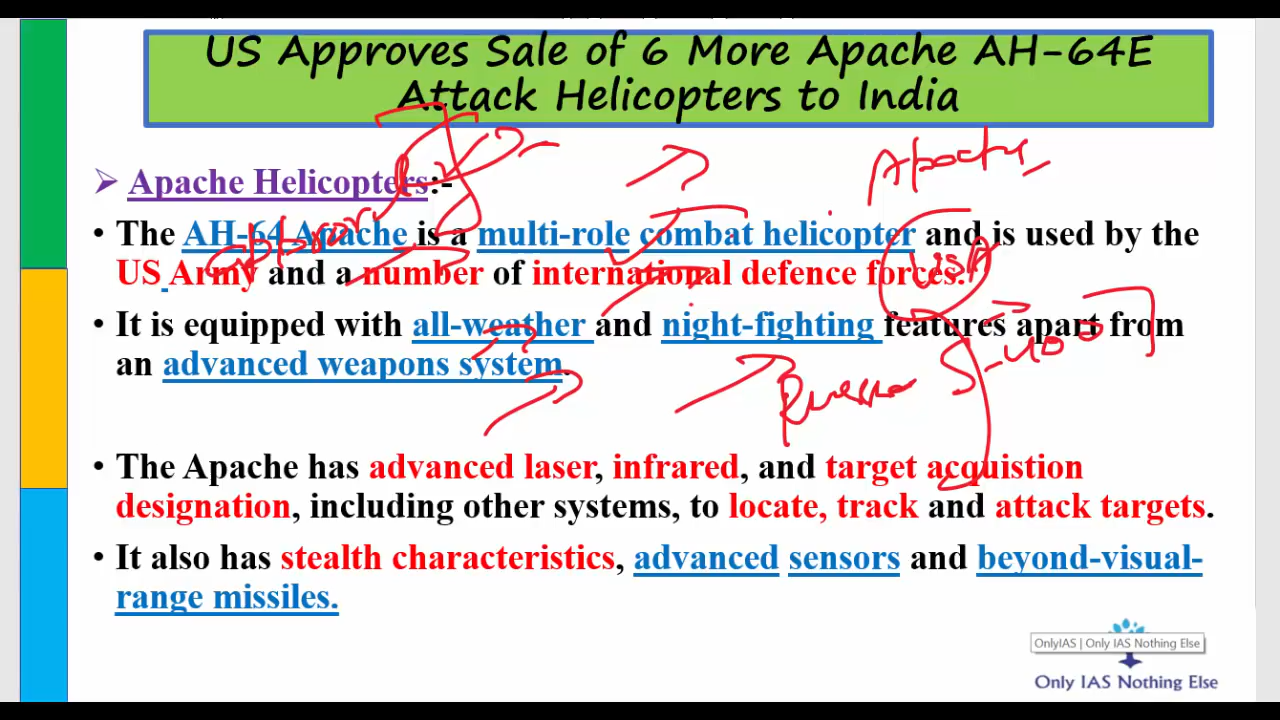 US Approves Sale of 6 More Apache AH-64E
Attack Helicopters to India
➢ Apache Helicopters:-
Apache
• The AH-64 Apache is a multi-role combat helicopter and is used by the
US Army and a number of international defence forces.
USA
• It is equipped with all-weather and night-fighting features apart from
an advanced weapons system.
Russia S-400
• The Apache has advanced laser, infrared, and target acquistion
designation, including other systems, to locate, track and attack targets.
• It also has stealth characteristics, advanced sensors and beyond-visual-
range missiles.
OnlyIAS | Only IAS Nothing Else
Only IAS Nothing Else